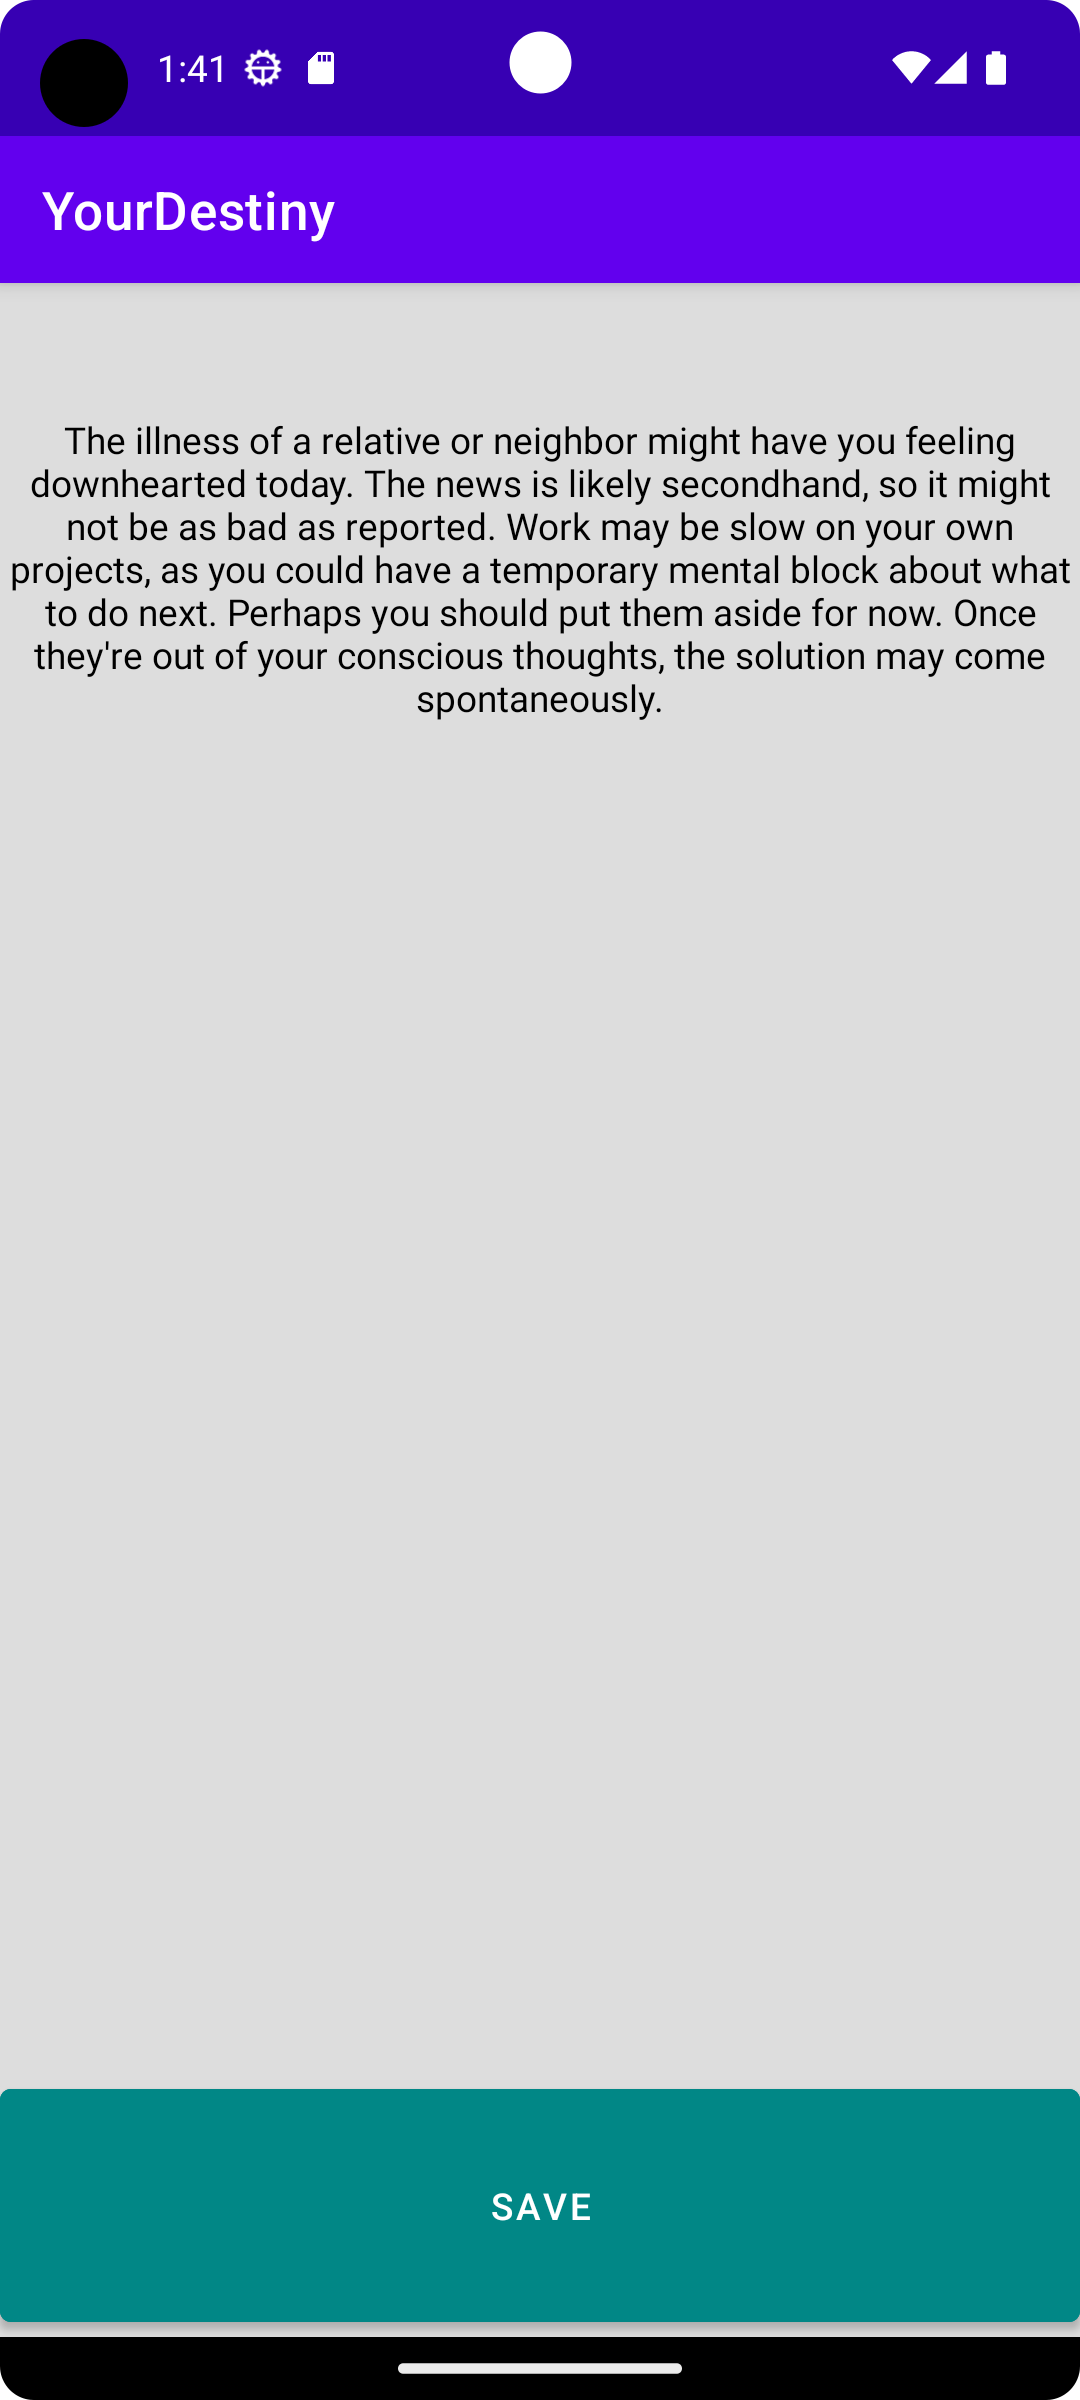 1:41
YourDestiny
The illness of a relative or neighbor might have you feeling
downhearted today. The news is likely secondhand, so it might
not be as bad as reported. Work may be slow on your own
projects, as you could have a temporary mental block about what
to do next. Perhaps you should put them aside for now. Once
they're out of your conscious thoughts, the solution may come
spontaneously.
SAVE